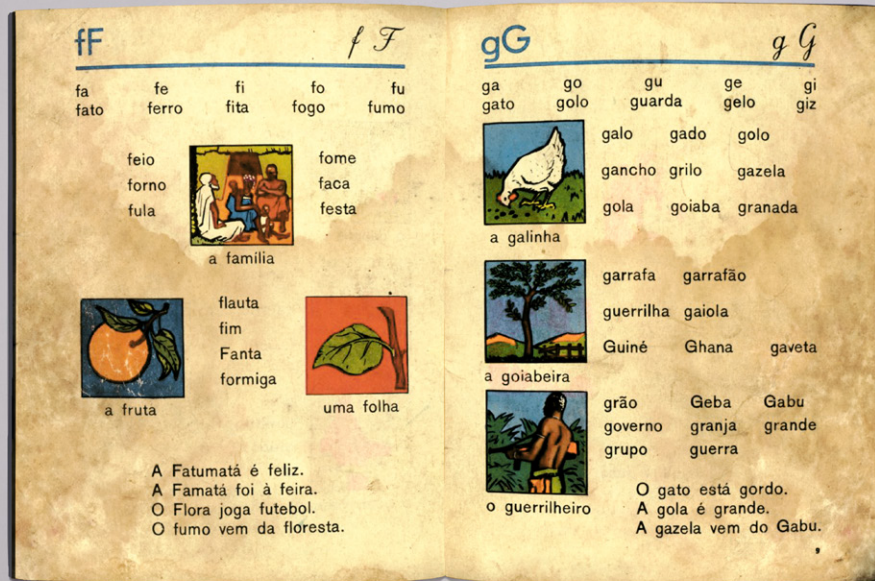 fF f F
fa fe fi fo fu
fato ferro fita fogo fumo
feio fome
forno faca
fula festa
a família
flauta
fim
Fanta
formiga
a fruta
uma folha
A Fatumatá é feliz.
A Famatá foi à feira.
O Flora joga futebol.
O fumo vem da floresta.
gG g G
ga go gu ge gi
gato golo guarda gelo giz
galo gado golo
gancho grilo gazela
gola goiaba granada
a galinha
garrafa garrafão
guerrilha gaiola
Guiné Ghana gaveta
a goiabeira
grão Geba Gabu
governo granja grande
grupo guerra
o guerrilheiro
O gato está gordo.
A gola é grande.
A gazela vem do Gabu.